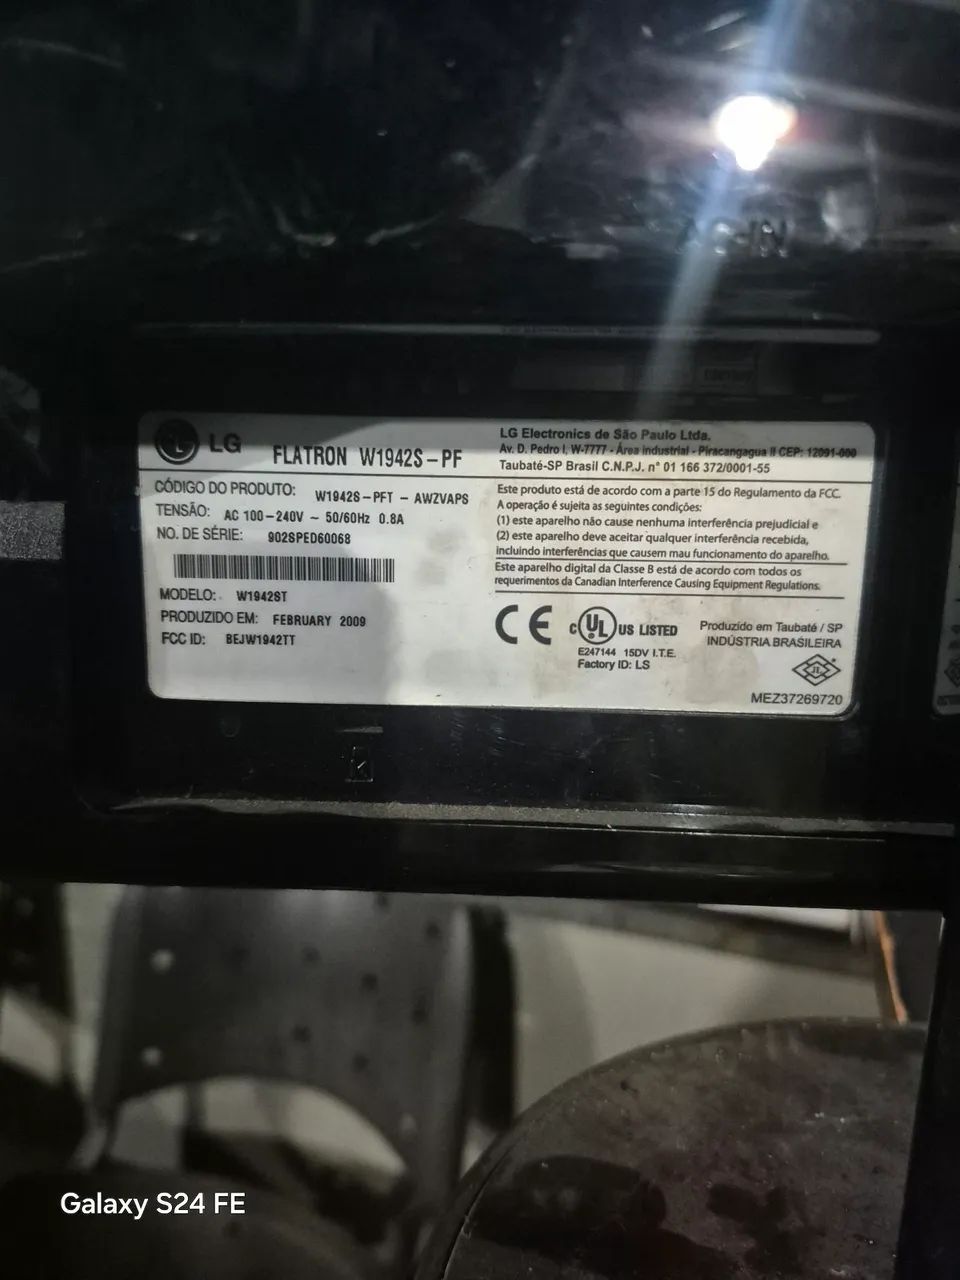 AC-IN
LG
FLATRON W1942S-PF
CÓDIGO DO PRODUTO: W1942S-PFT - AWZVAPS
TENSÃO: AC 100-240V ~ 50/60Hz 0.8A
NO. DE SÉRIE: 902SPED60068
MODELO: W1942ST
PRODUZIDO EM: FEBRUARY 2009
FCC ID: BEJW1942TT
LG Electronics de São Paulo Ltda.
Av. D. Pedro I, W-7777 - Área industrial - Piracangagua II CEP: 12091-000
Taubaté-SP Brasil C.N.P.J. n° 01 166 372/0001-55
Este produto está de acordo com a parte 15 do Regulamento da FCC.
A operação é sujeita as seguintes condições:
(1) este aparelho não cause nenhuma interferência prejudicial e
(2) este aparelho deve aceitar qualquer interferência recebida,
incluindo interferências que causem mau funcionamento do aparelho.
Este aparelho digital da Classe B está de acordo com todos os
requerimentos da Canadian Interference Causing Equipment Regulations.
CE
c UL US LISTED
E247144 15DV I.T.E.
Factory ID: LS
Produzido em Taubaté / SP
INDÚSTRIA BRASILEIRA
MEZ37269720
K
Galaxy S24 FE